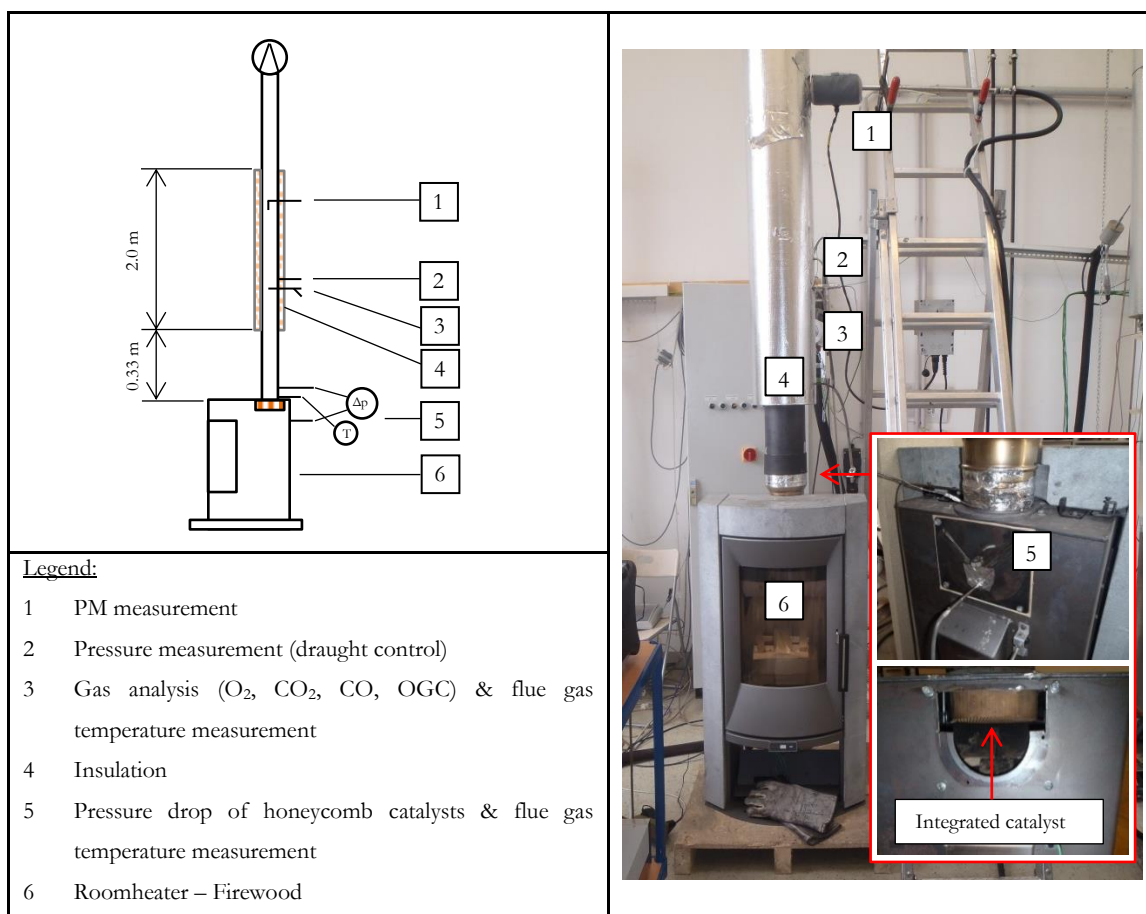 1
2
3
4
5
6
2.0 m
0.33 m
Δp
T
Legend:
1 PM measurement
2 Pressure measurement (draught control)
3 Gas analysis (O₂, CO₂, CO, OGC) & flue gas
temperature measurement
4 Insulation
5 Pressure drop of honeycomb catalysts & flue gas
temperature measurement
6 Roomheater – Firewood
1
2
3
4
5
6
Integrated catalyst